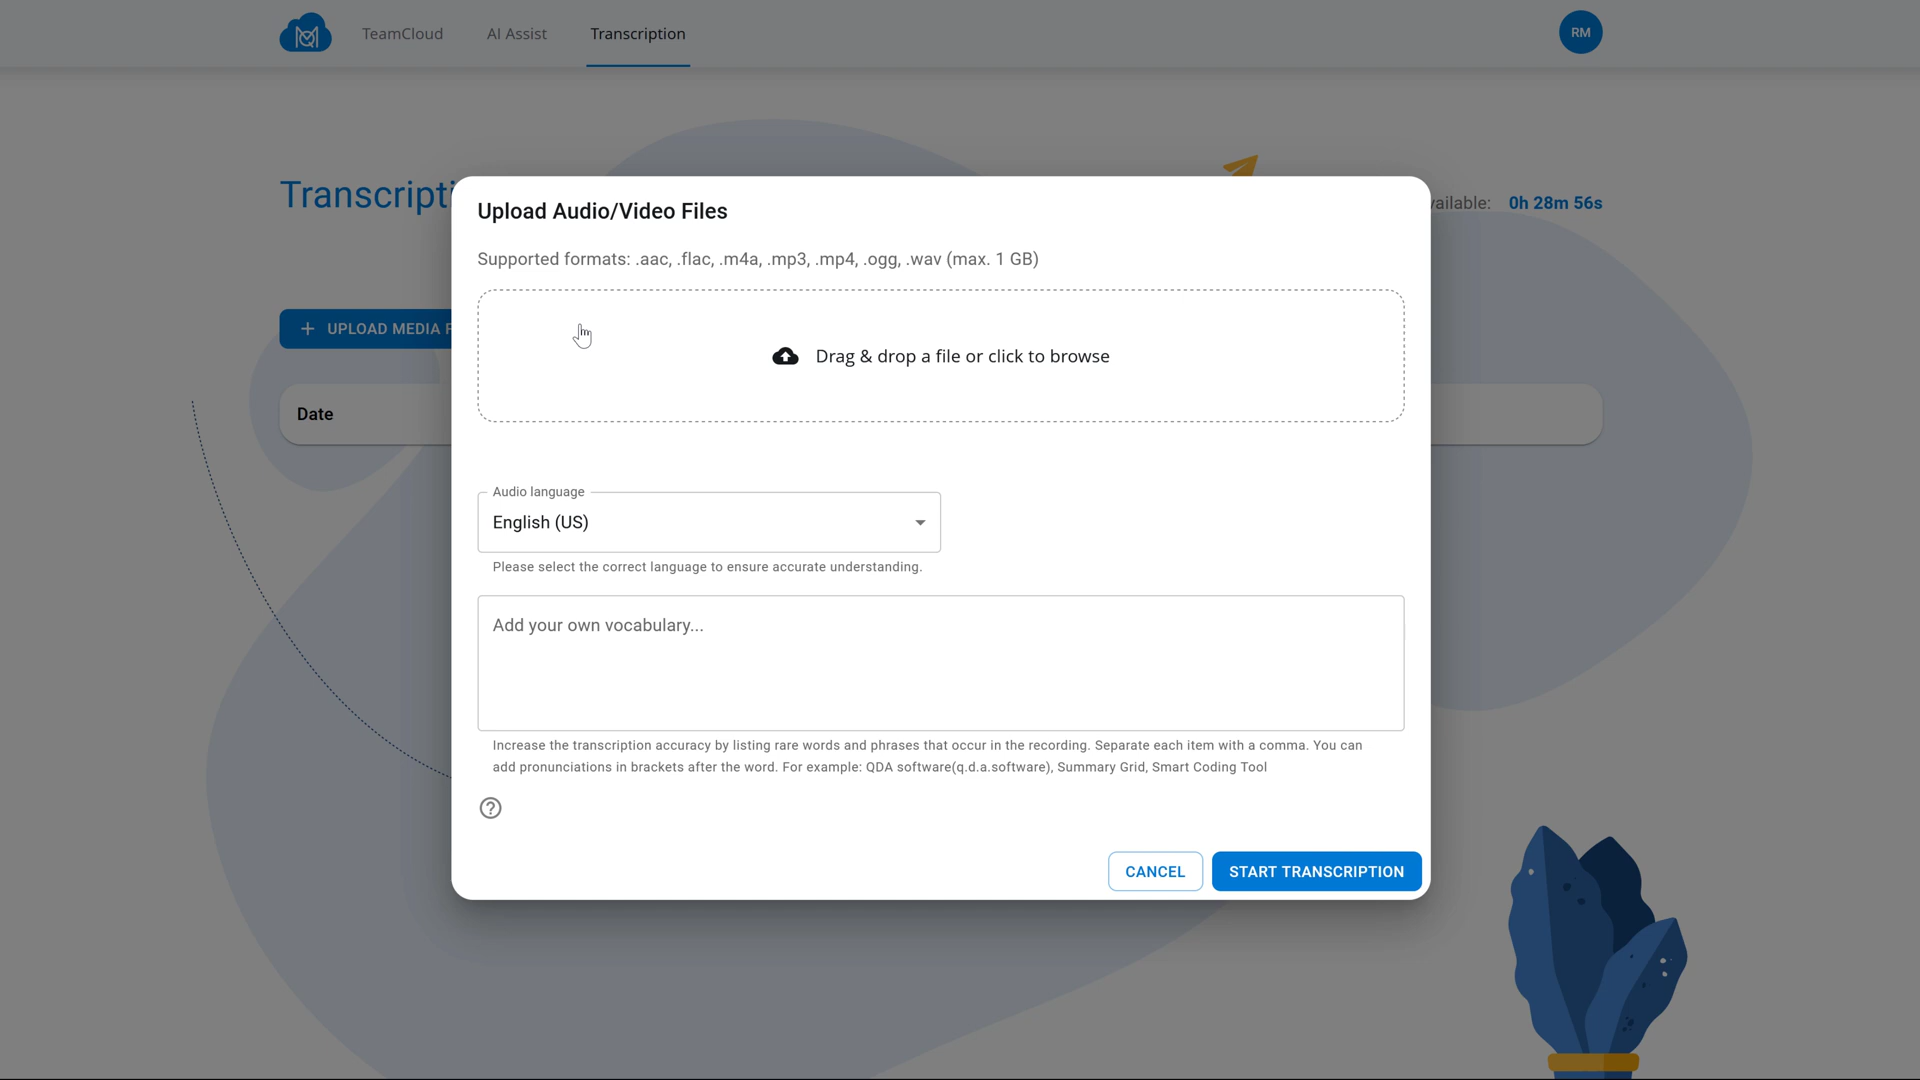 TeamCloud
AI Assist
Transcription
RM
Upload Audio/Video Files
Supported formats: .aac, .flac, .m4a, .mp3, .mp4, .ogg, .wav (max. 1 GB)
0h 28m 56s
UPLOAD MEDIA
Drag & drop a file or click to browse
Date
Audio language
English (US)
Please select the correct language to ensure accurate understanding.
Add your own vocabulary...
Increase the transcription accuracy by listing rare words and phrases that occur in the recording. Separate each item with a comma. You can
add pronunciations in brackets after the word. For example: QDA software(q.d.a.software), Summary Grid, Smart Coding Tool
CANCEL
START TRANSCRIPTION